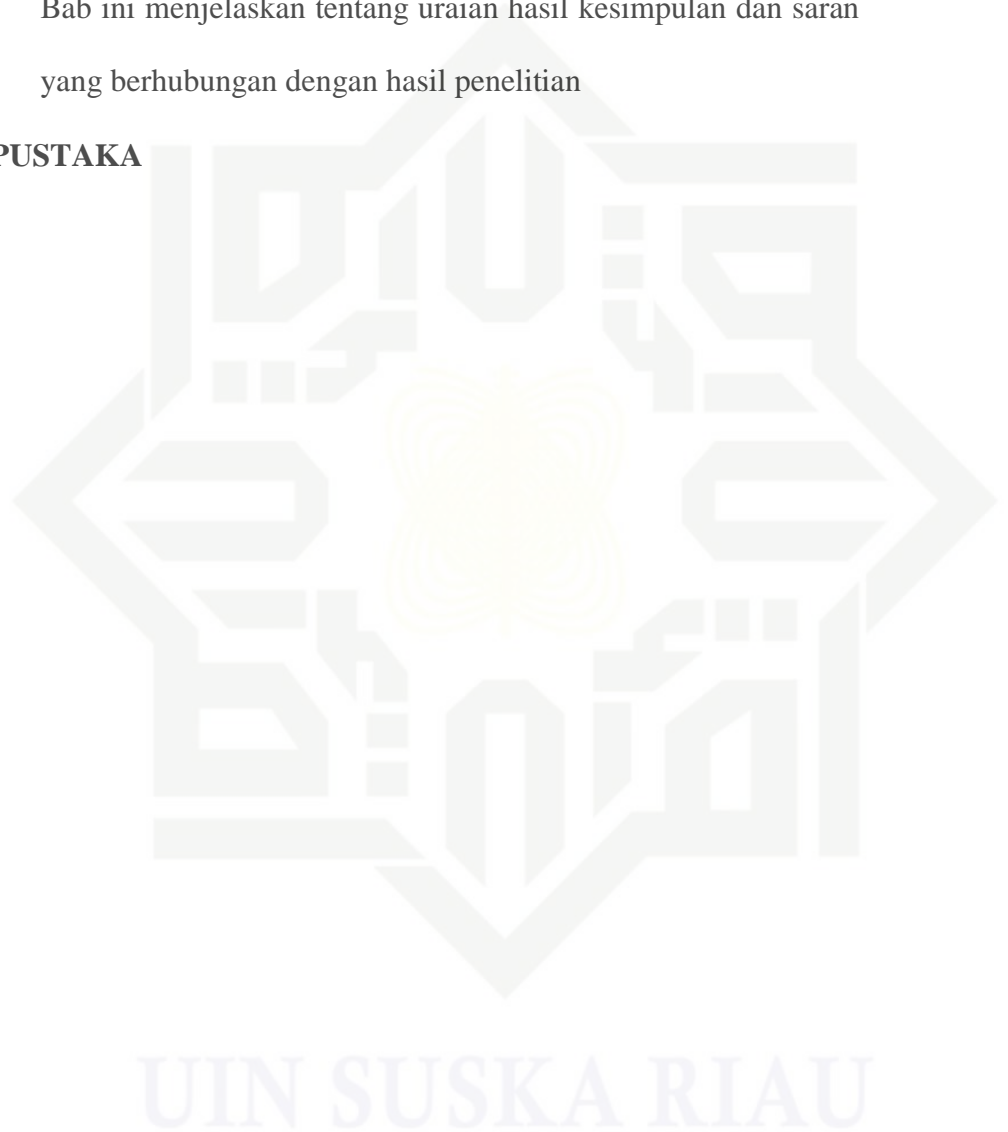 Bab ini menjelaskan tentang uraian hasil kesimpulan dan saran
yang berhubungan dengan hasil penelitian
PUSTAKA
UIN SUSKA RIAU